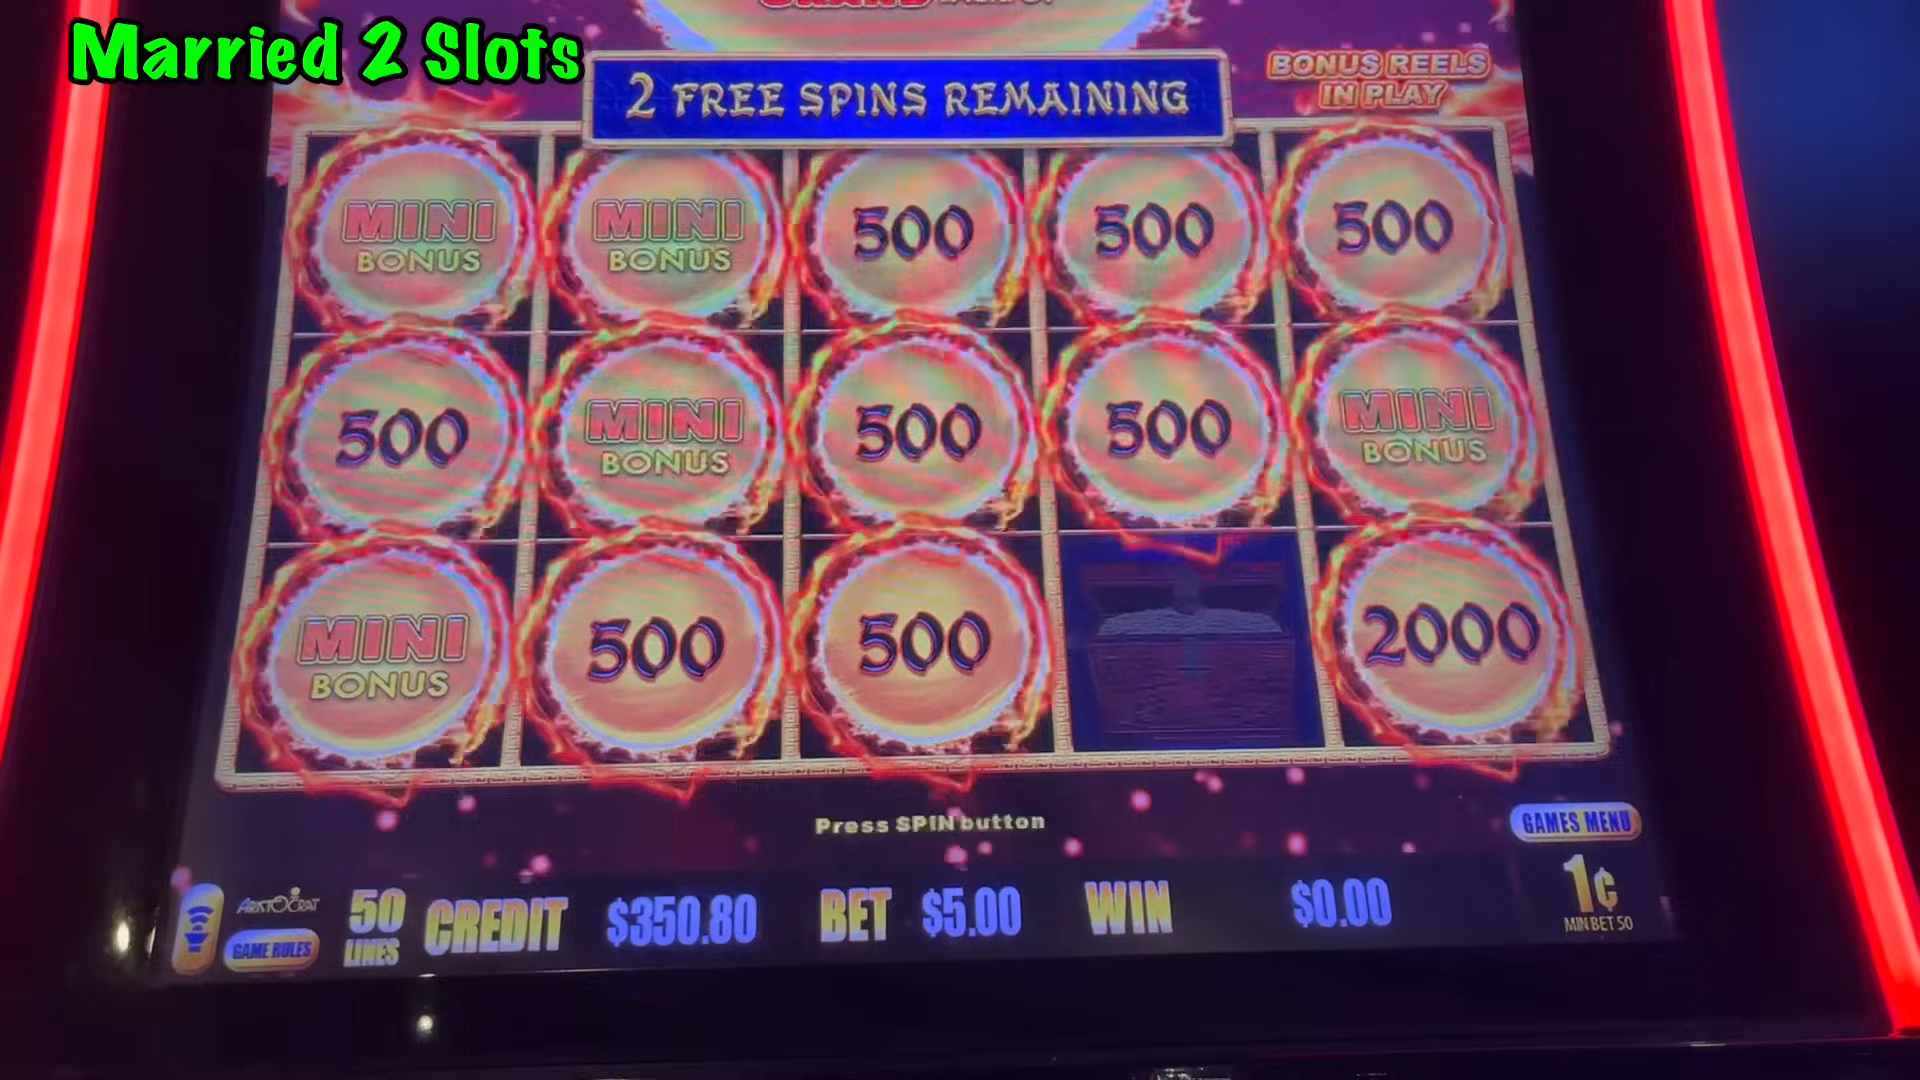 Married 2 Slots
GRAND JACKPOT
2 FREE SPINS REMAINING
BONUS REELS
IN PLAY
MINI
BONUS
MINI
BONUS
500
500
500
500
MINI
BONUS
500
500
MINI
BONUS
MINI
BONUS
500
500
2000
Press SPIN button
GAMES MENU
ARISTOCRAT
GAME RULES
50
LINES
CREDIT
$350.80
BET
$5.00
WIN
$0.00
1¢
MIN BET 50